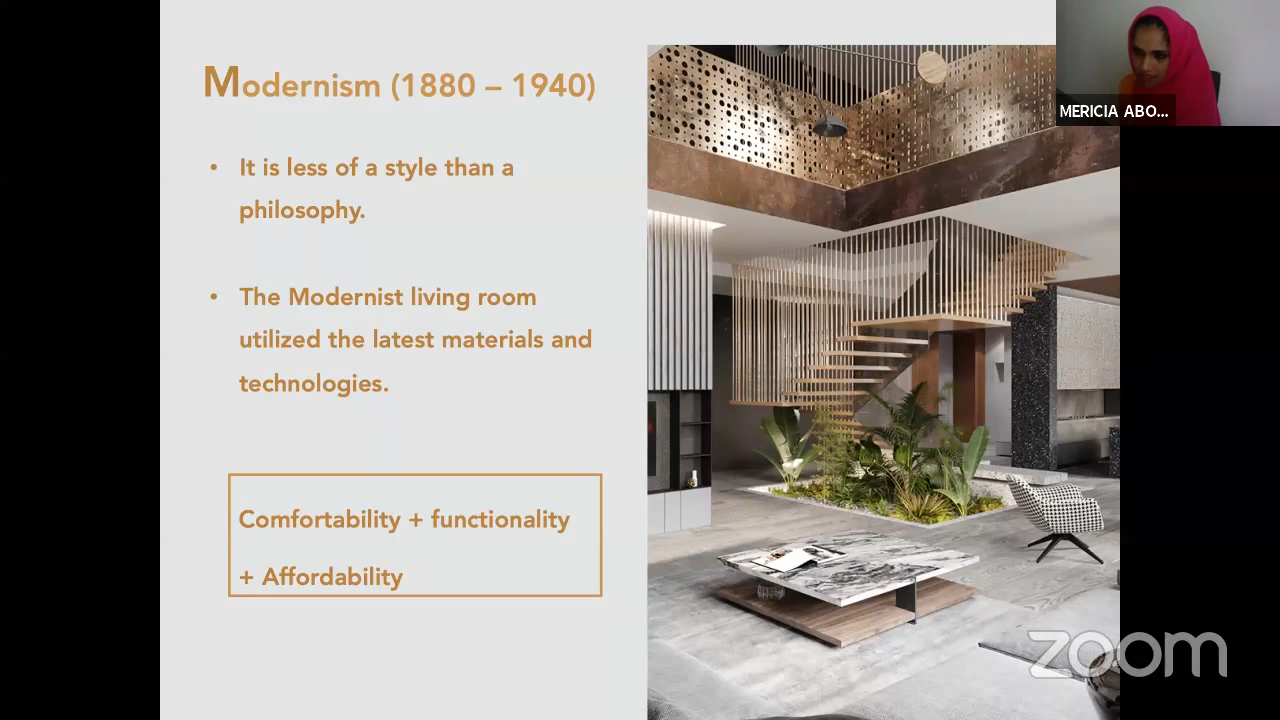 Modernism (1880 – 1940)
• It is less of a style than a
philosophy.
• The Modernist living room
utilized the latest materials and
technologies.
Comfortability + functionality
+ Affordability
MERICIA ABO...
zoom